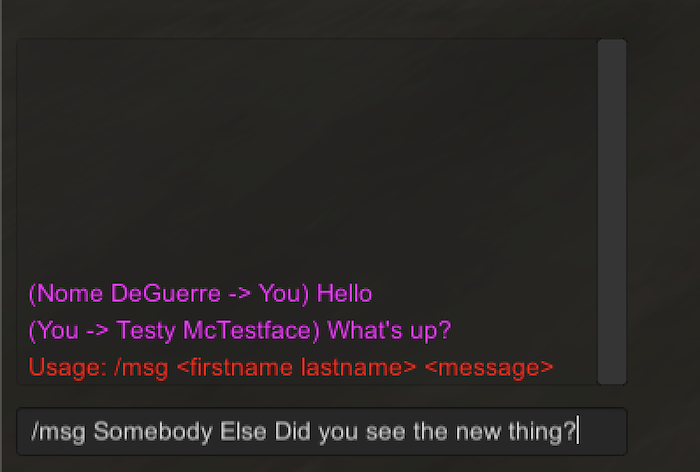 (Nome DeGuerre -> You) Hello
(You -> Testy McTestface) What's up?
Usage: /msg <firstname lastname> <message>
/msg Somebody Else Did you see the new thing?